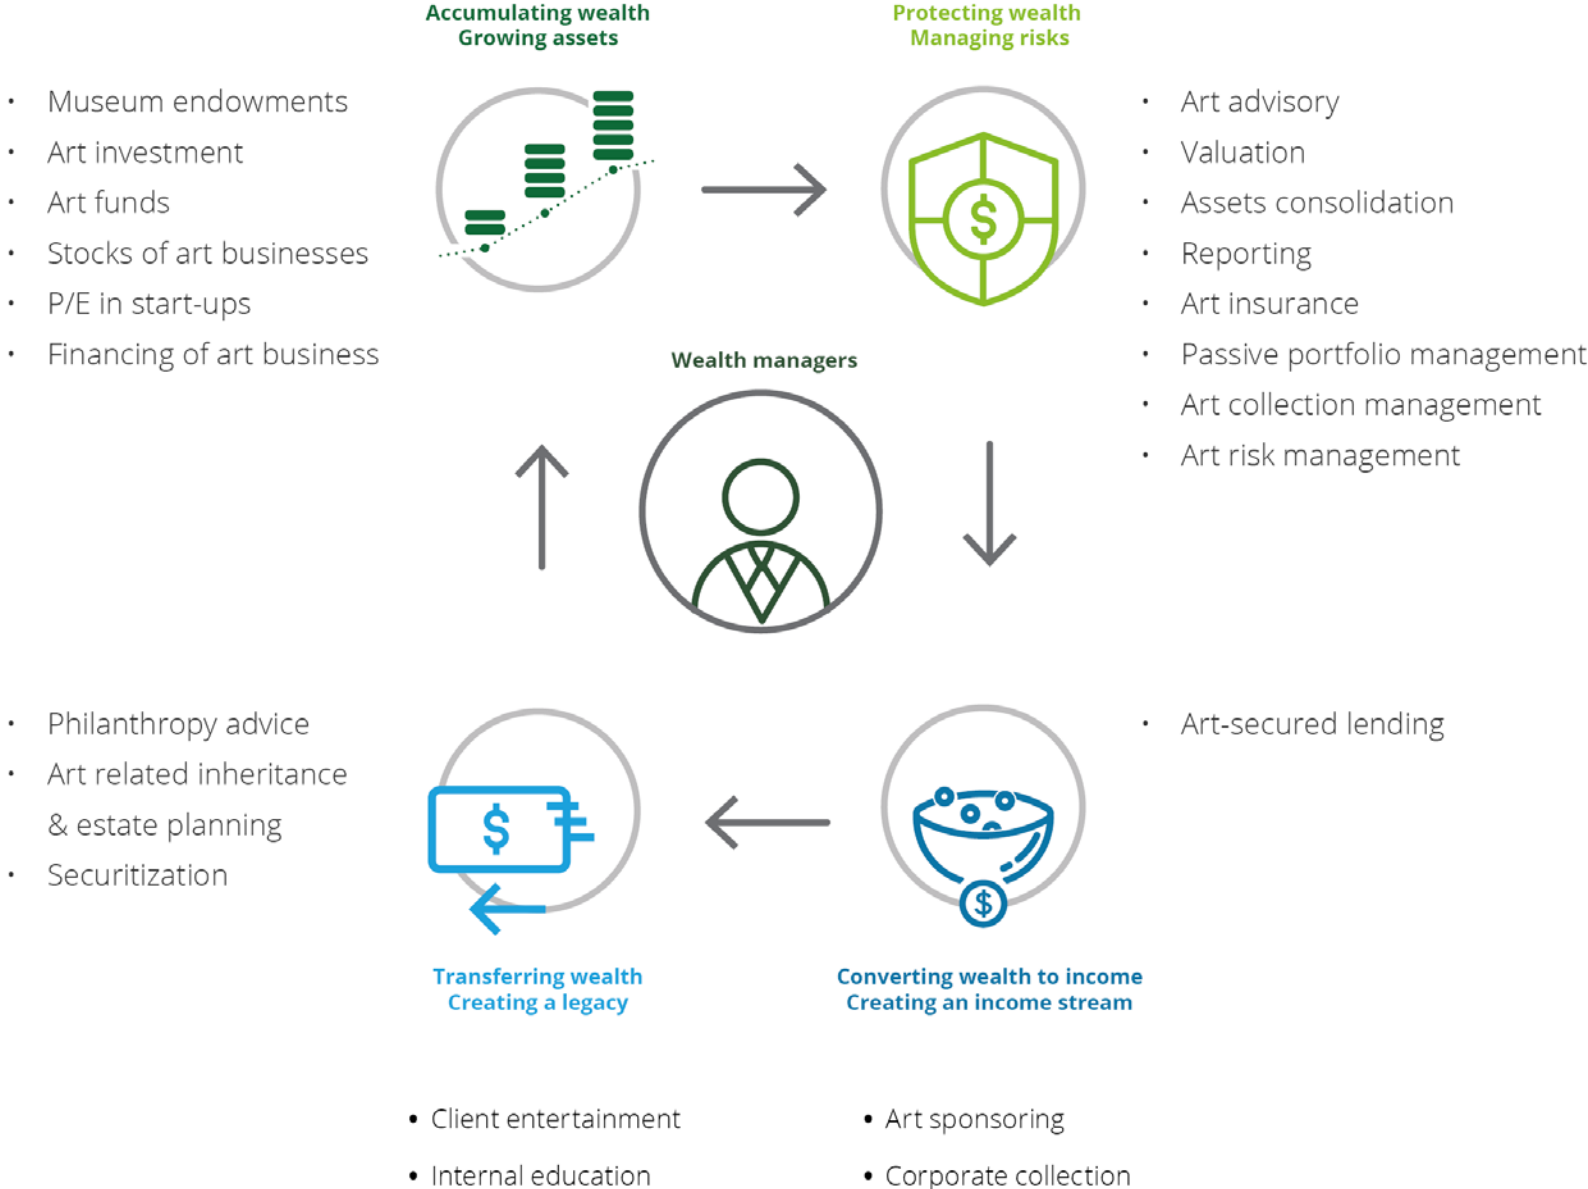 Accumulating wealth
Growing assets
Protecting wealth
Managing risks
• Museum endowments
• Art investment
• Art funds
• Stocks of art businesses
• P/E in start-ups
• Financing of art business
$
• Art advisory
• Valuation
• Assets consolidation
• Reporting
• Art insurance
• Passive portfolio management
• Art collection management
• Art risk management
Wealth managers
• Philanthropy advice
• Art related inheritance
& estate planning
• Securitization
$
$
• Art-secured lending
Transferring wealth
Creating a legacy
Converting wealth to income
Creating an income stream
• Client entertainment
• Internal education
• Art sponsoring
• Corporate collection